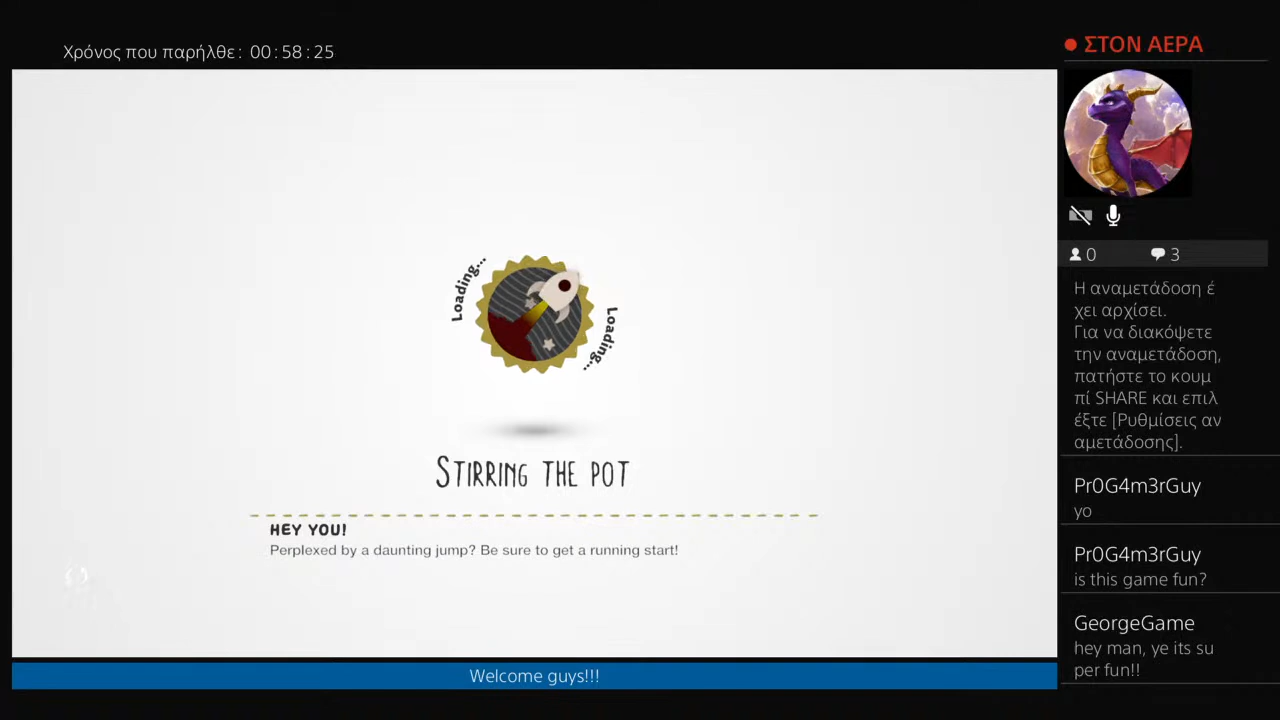 Χρόνος που παρήλθε: 00:58:25
ΣΤΟΝ ΑΕΡΑ
Loading...
Loading...
STIRRING THE POT
HEY YOU!
Perplexed by a daunting jump? Be sure to get a running start!
Welcome guys!!!
0 3
Η αναμετάδοση έ
χει αρχίσει.
Για να διακόψετε
την αναμετάδοση,
πατήστε το κουμ
πί SHARE και επιλ
έξτε [Ρυθμίσεις αν
αμετάδοσης].
Pr0G4m3rGuy
yo
Pr0G4m3rGuy
is this game fun?
GeorgeGame
hey man, ye its su
per fun!!